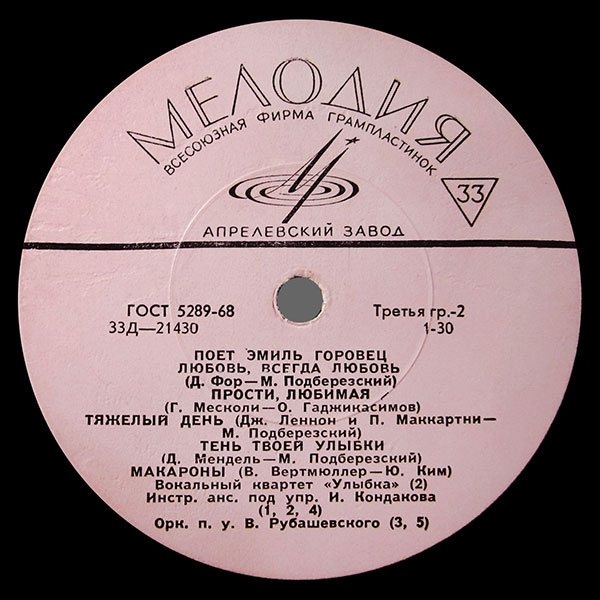 МЕЛОДИЯ
ВСЕСОЮЗНАЯ ФИРМА ГРАМПЛАСТИНОК
33
АПРЕЛЕВСКИЙ ЗАВОД
ГОСТ 5289-68 Третья гр.-2
33Д—21430 1-30
ПОЕТ ЭМИЛЬ ГОРОВЕЦ
ЛЮБОВЬ, ВСЕГДА ЛЮБОВЬ
(Д. Фор—М. Подберезский)
ПРОСТИ, ЛЮБИМАЯ
(Г. Месколи—О. Гаджикасимов)
ТЯЖЕЛЫЙ ДЕНЬ (Дж. Леннон и П. Маккартни—
М. Подберезский)
ТЕНЬ ТВОЕЙ УЛЫБКИ
(Д. Мендель—М. Подберезский)
МАКАРОНЫ (В. Вертмюллер—Ю. Ким)
Вокальный квартет «Улыбка» (2)
Инстр. анс. под упр. И. Кондакова
(1, 2, 4)
Орк. п. у. В. Рубашевского (3, 5)